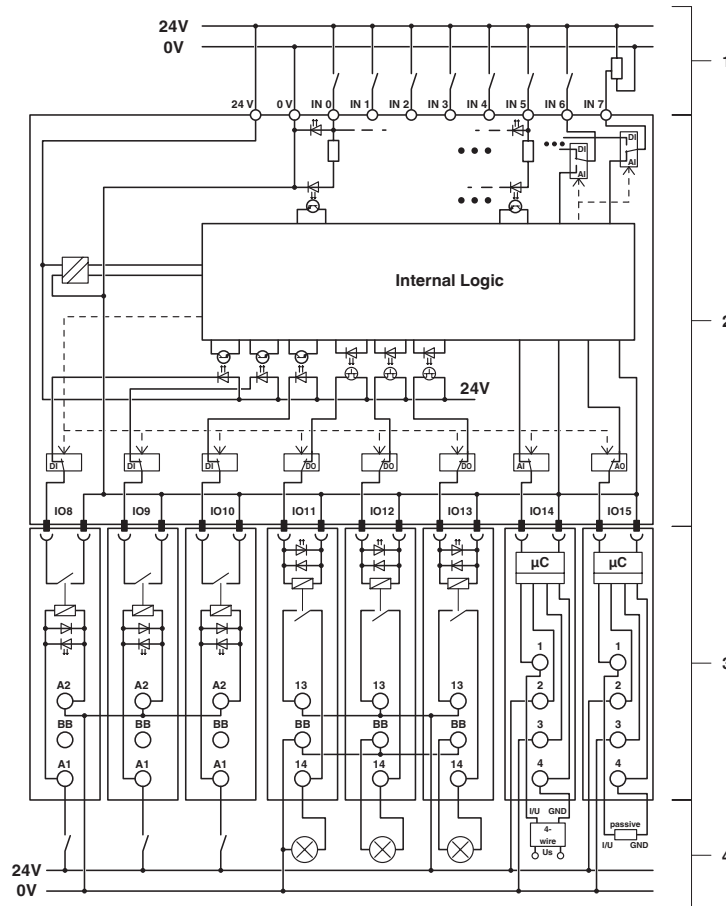 24V
0V
1
24 V 0 V IN 0 IN 1 IN 2 IN 3 IN 4 IN 5 IN 6 IN 7
DI DI
AI AI
Internal Logic
2
24V
DI DI DI DO DO DO AI AO
IO8 IO9 IO10 IO11 IO12 IO13 IO14 IO15
µC µC
1 1
3
A2 A2 A2 13 13 13 2 2
BB BB BB BB BB BB 3 3
A1 A1 A1 14 14 14 4 4
I/U GND passive
4-
wire
Us
I/U GND
4
24V
0V